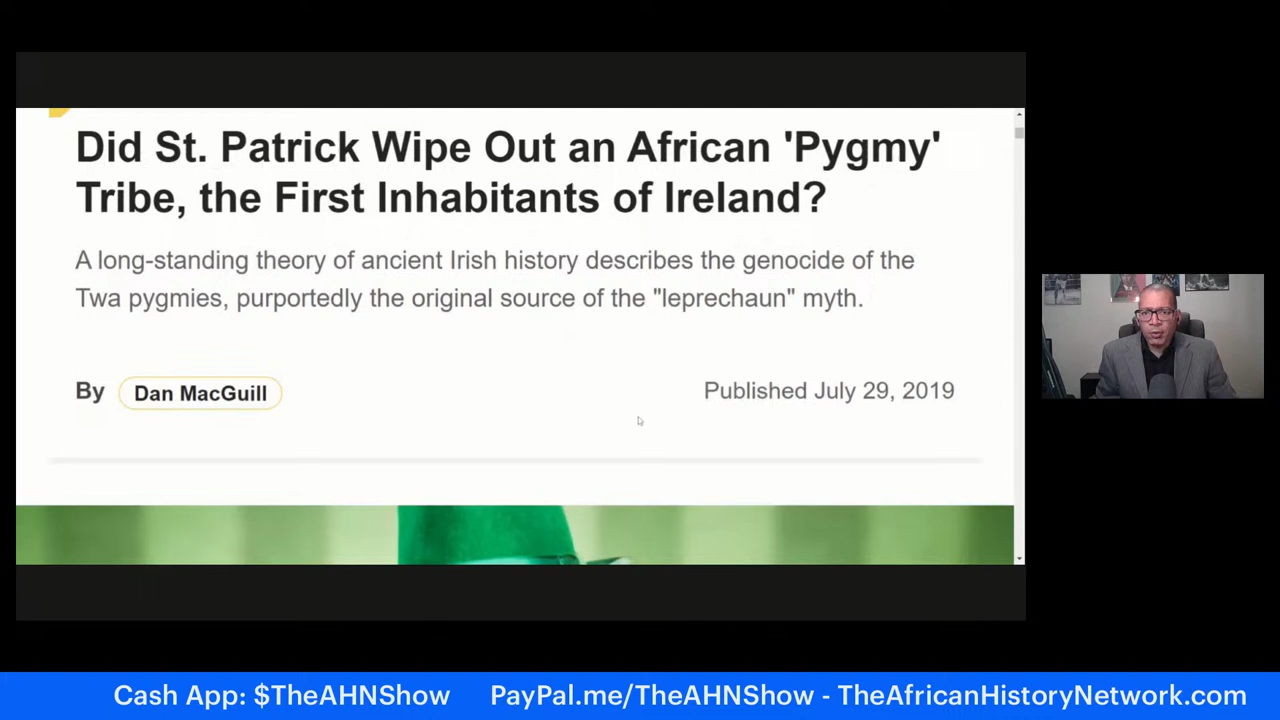 Did St. Patrick Wipe Out an African 'Pygmy'
Tribe, the First Inhabitants of Ireland?
A long-standing theory of ancient Irish history describes the genocide of the
Twa pygmies, purportedly the original source of the "leprechaun" myth.
By Dan MacGuill
Published July 29, 2019
Cash App: $TheAHNShow PayPal.me/TheAHNShow - TheAfricanHistoryNetwork.com